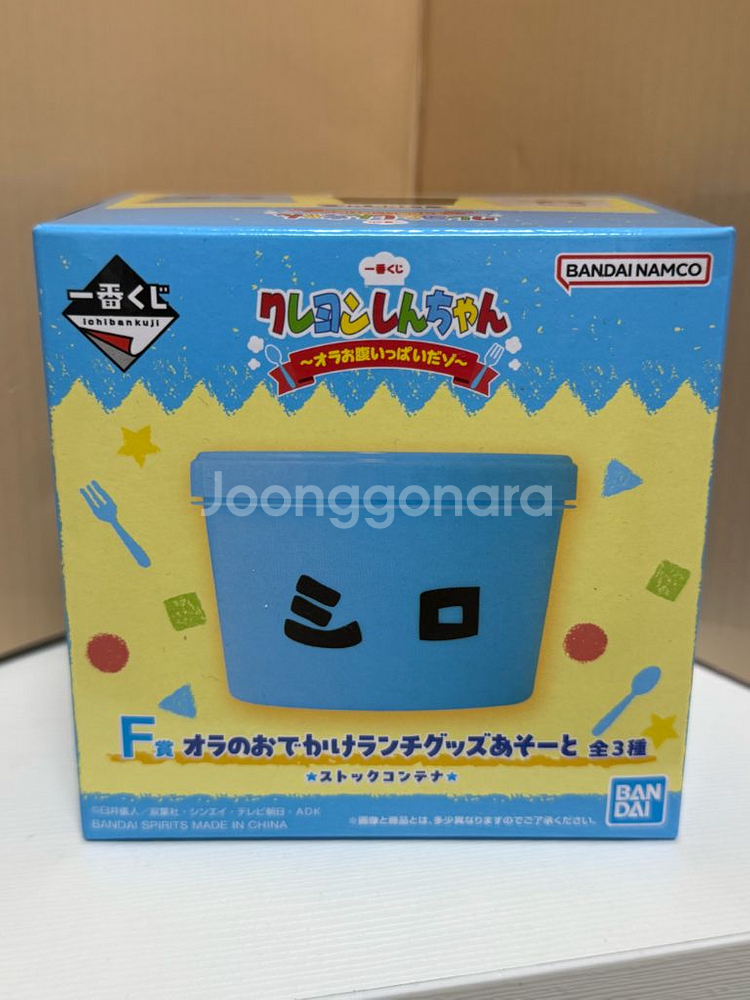 一番くじ
ichibankuji
BANDAI NAMCO
一番くじ
クレヨンしんちゃん
～オラお腹いっぱいだゾ～
Joonggonara
シロ
F賞 オラのおでかけランチグッズあそーと 全3種
★ストックコンテナ★
©臼井儀人/双葉社・シンエイ・テレビ朝日・ADK
BANDAI SPIRITS MADE IN CHINA
※画像と商品とは、多少異なりますのでご了承ください。
BANDAI